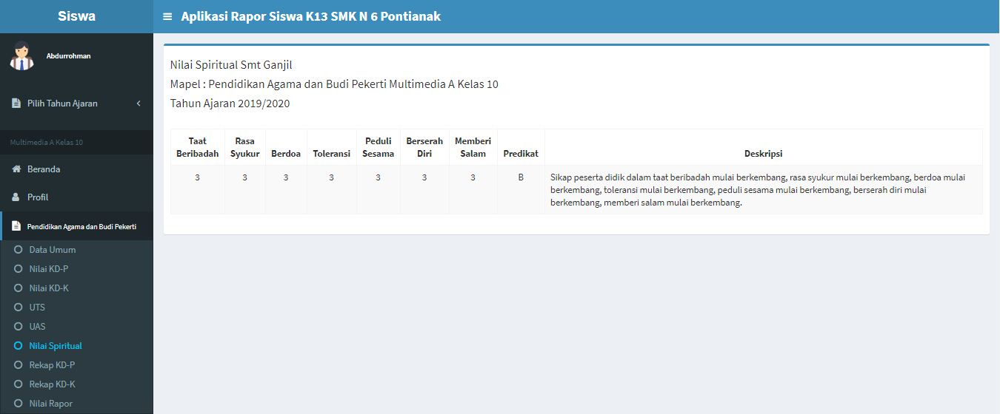 Siswa
Aplikasi Rapor Siswa K13 SMK N 6 Pontianak
Abdurrohman
Pilih Tahun Ajaran
Multimedia A Kelas 10
Beranda
Profil
Pendidikan Agama dan Budi Pekerti
Data Umum
Nilai KD-P
Nilai KD-K
UTS
UAS
Nilai Spiritual
Rekap KD-P
Rekap KD-K
Nilai Rapor
Nilai Spiritual Smt Ganjil
Mapel : Pendidikan Agama dan Budi Pekerti Multimedia A Kelas 10
Tahun Ajaran 2019/2020
Taat Beribadah Rasa Syukur Berdoa Toleransi Peduli Sesama Berserah Diri Memberi Salam Predikat Deskripsi
3 3 3 3 3 3 3 B Sikap peserta didik dalam taat beribadah mulai berkembang, rasa syukur mulai berkembang, berdoa mulai
berkembang, toleransi mulai berkembang, peduli sesama mulai berkembang, berserah diri mulai
berkembang, memberi salam mulai berkembang.